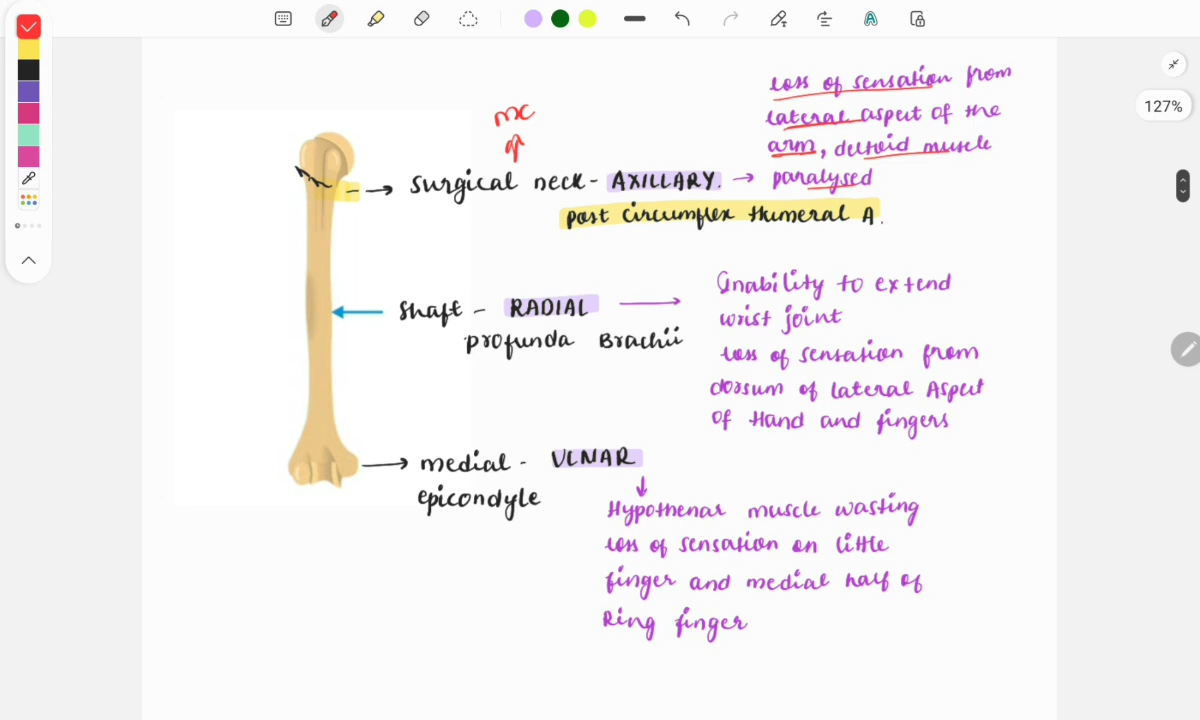 127%
loss of sensation from
lateral aspect of the
arm, deltoid muscle
paralysed
mc
#
surgical neck - AXILLARY. →
post circumflex Humeral A.
shaft - RADIAL
profunda Brachii
Inability to extend
wrist joint
loss of sensation from
dorsum of lateral Aspect
of Hand and fingers
medial - ULNAR
epicondyle
Hypothenar muscle wasting
loss of sensation on little
finger and medial half of
Ring finger